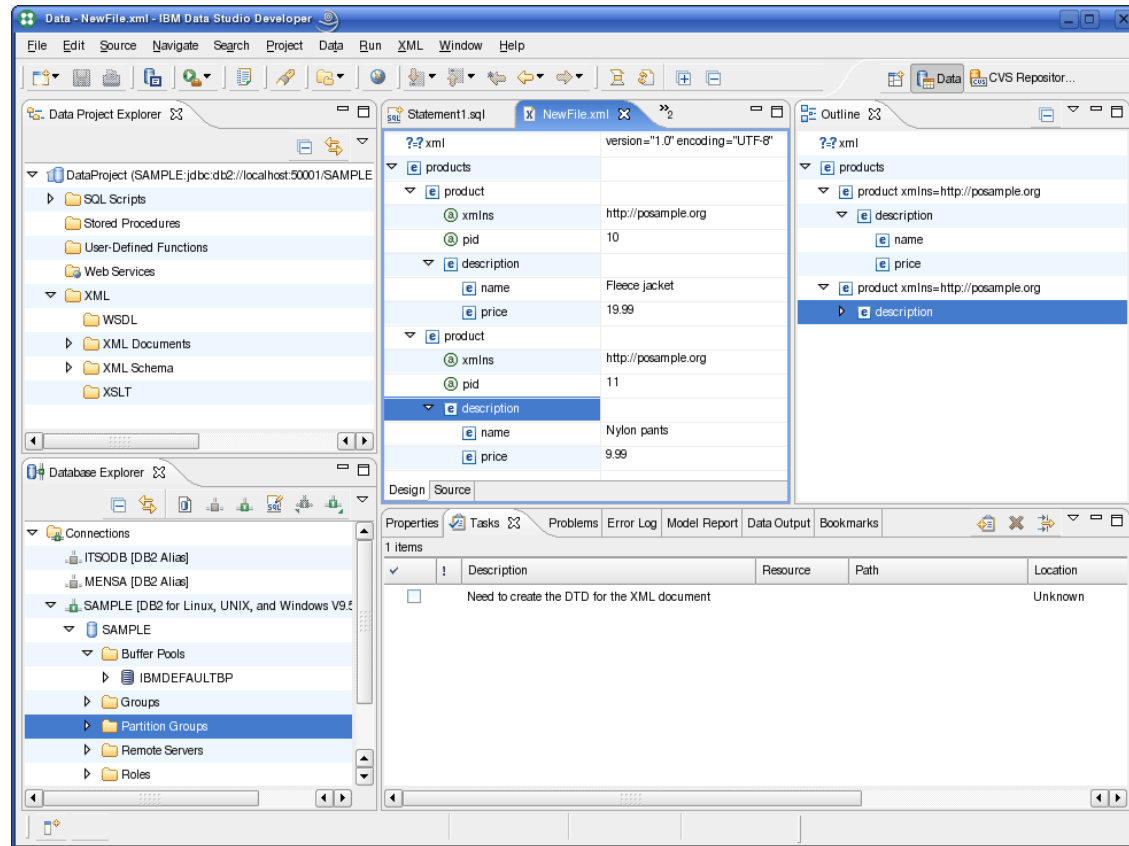 Data - NewFile.xml - IBM Data Studio Developer
File Edit Source Navigate Search Project Data Run XML Window Help
Data CVS Repositor...
Data Project Explorer
DataProject (SAMPLE:jdbc:db2://localhost:50001/SAMPLE
SQL Scripts
Stored Procedures
User-Defined Functions
Web Services
XML
WSDL
XML Documents
XML Schema
XSLT
Database Explorer
SQL
Connections
ITSODB [DB2 Alias]
MENSA [DB2 Alias]
SAMPLE [DB2 for Linux, UNIX, and Windows V9.5
SAMPLE
Buffer Pools
IBMDEFAULTBP
Groups
Partition Groups
Remote Servers
Roles
Statement1.sql NewFile.xml »2
?=? xml version="1.0" encoding="UTF-8"
e products
e product
a xmlns http://posample.org
a pid 10
e description
e name Fleece jacket
e price 19.99
e product
a xmlns http://posample.org
a pid 11
e description
e name Nylon pants
e price 9.99
Design Source
Outline
?=? xml
e products
e product xmlns=http://posample.org
e description
e name
e price
e product xmlns=http://posample.org
e description
Properties Tasks Problems Error Log Model Report Data Output Bookmarks
1 items
! Description Resource Path Location
Need to create the DTD for the XML document Unknown